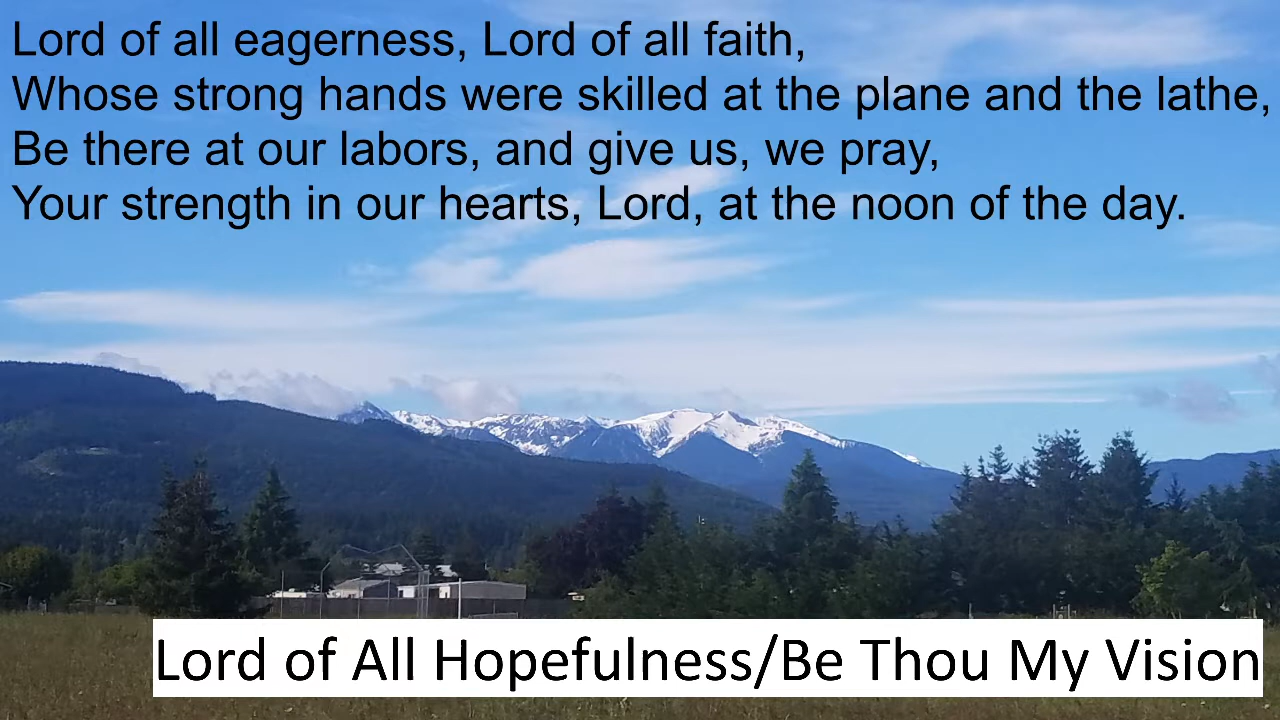 Lord of all eagerness, Lord of all faith,
Whose strong hands were skilled at the plane and the lathe,
Be there at our labors, and give us, we pray,
Your strength in our hearts, Lord, at the noon of the day.
Lord of All Hopefulness/Be Thou My Vision